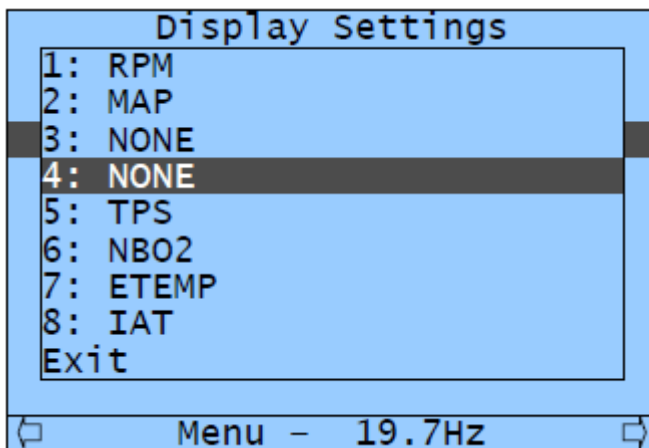 Display Settings
1: RPM
2: MAP
3: NONE
4: NONE
5: TPS
6: NBO2
7: ETEMP
8: IAT
Exit
Menu - 19.7Hz